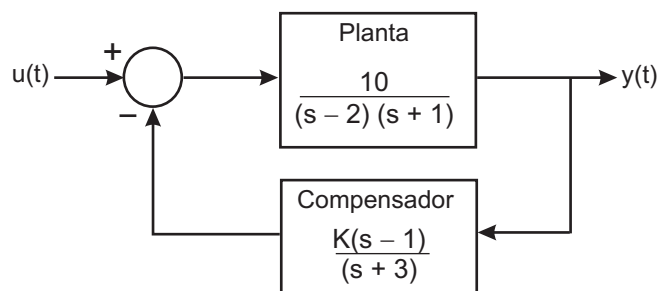 Planta
+
u(t)
10
(s – 2) (s + 1)
y(t)
–
Compensador
K(s – 1)
(s + 3)